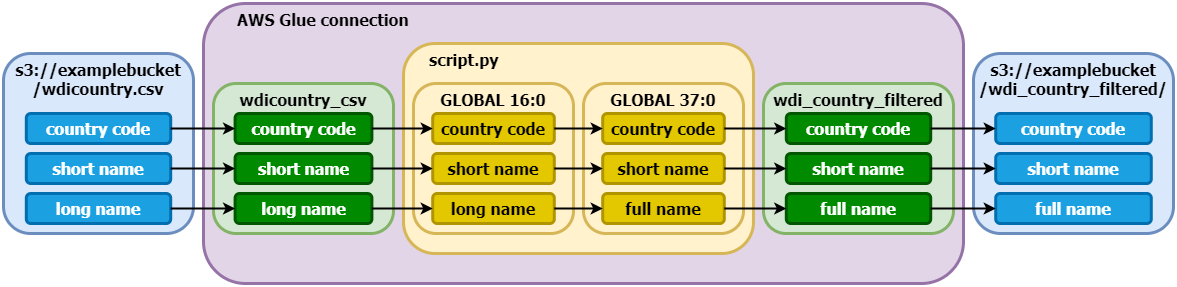 AWS Glue connection
s3://examplebucket
/wdicountry.csv
country code
short name
long name
wdicountry_csv
country code
short name
long name
script.py
GLOBAL 16:0
country code
short name
long name
GLOBAL 37:0
country code
short name
full name
wdi_country_filtered
country code
short name
full name
s3://examplebucket
/wdi_country_filtered/
country code
short name
full name